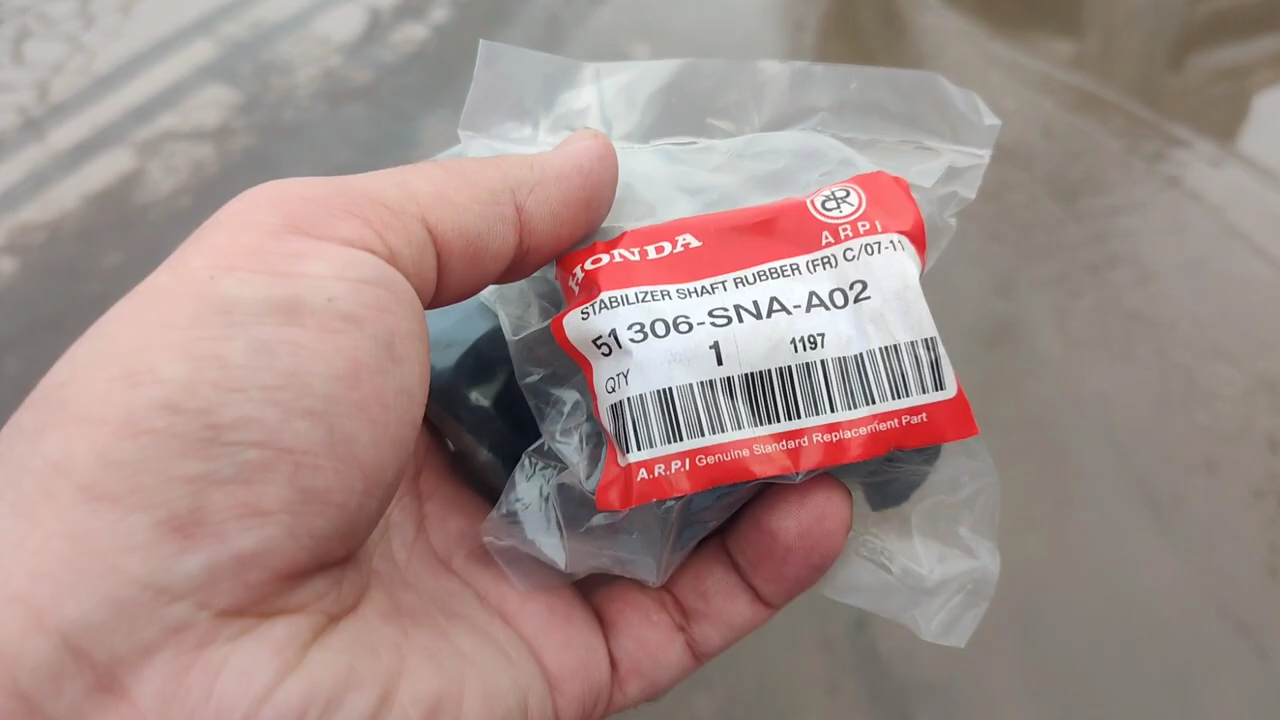 HONDA
ARPI
STABILIZER SHAFT RUBBER (FR) C/07-11
51306-SNA-A02
QTY 1 1197
A.R.P.I Genuine Standard Replacement Part